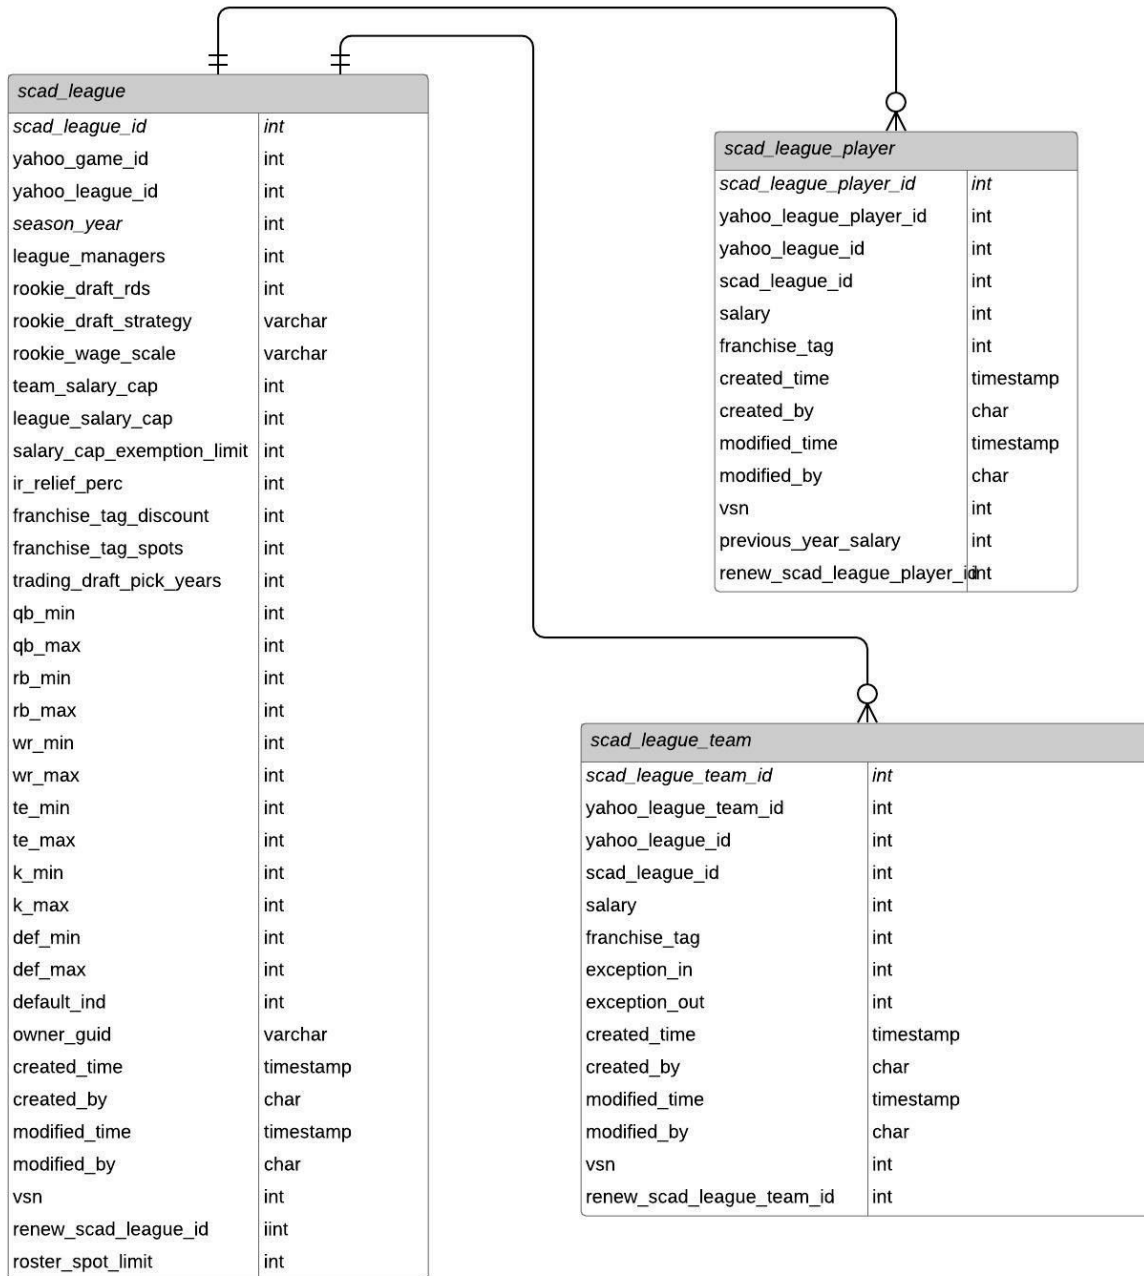 scad_league
scad_league_id int
yahoo_game_id int
yahoo_league_id int
season_year int
league_managers int
rookie_draft_rds int
rookie_draft_strategy varchar
rookie_wage_scale varchar
team_salary_cap int
league_salary_cap int
salary_cap_exemption_limit int
ir_relief_perc int
franchise_tag_discount int
franchise_tag_spots int
trading_draft_pick_years int
qb_min int
qb_max int
rb_min int
rb_max int
wr_min int
wr_max int
te_min int
te_max int
k_min int
k_max int
def_min int
def_max int
default_ind int
owner_guid varchar
created_time timestamp
created_by char
modified_time timestamp
modified_by char
vsn int
renew_scad_league_id iint
roster_spot_limit int
scad_league_player
scad_league_player_id int
yahoo_league_player_id int
yahoo_league_id int
scad_league_id int
salary int
franchise_tag int
created_time timestamp
created_by char
modified_time timestamp
modified_by char
vsn int
previous_year_salary int
renew_scad_league_player_id int
scad_league_team
scad_league_team_id int
yahoo_league_team_id int
yahoo_league_id int
scad_league_id int
salary int
franchise_tag int
exception_in int
exception_out int
created_time timestamp
created_by char
modified_time timestamp
modified_by char
vsn int
renew_scad_league_team_id int